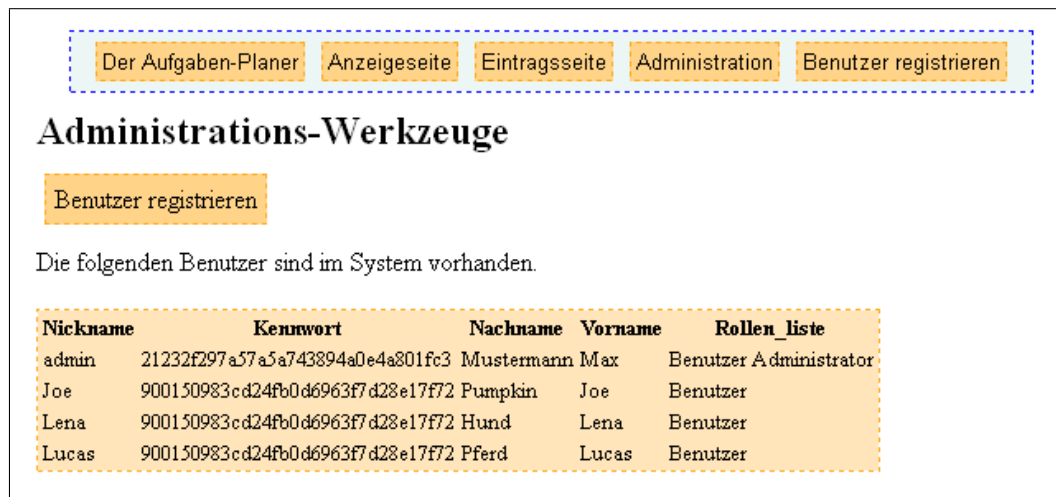 Der Aufgaben-Planer Anzeigeseite Eintragsseite Administration Benutzer registrieren
Administrations-Werkzeuge
Benutzer registrieren
Die folgenden Benutzer sind im System vorhanden.
Nickname Kennwort Nachname Vorname Rollen_liste
admin 21232f297a57a5a743894a0e4a801fc3 Mustermann Max Benutzer Administrator
Joe 900150983cd24fb0d6963f7d28e17f72 Pumpkin Joe Benutzer
Lena 900150983cd24fb0d6963f7d28e17f72 Hund Lena Benutzer
Lucas 900150983cd24fb0d6963f7d28e17f72 Pferd Lucas Benutzer